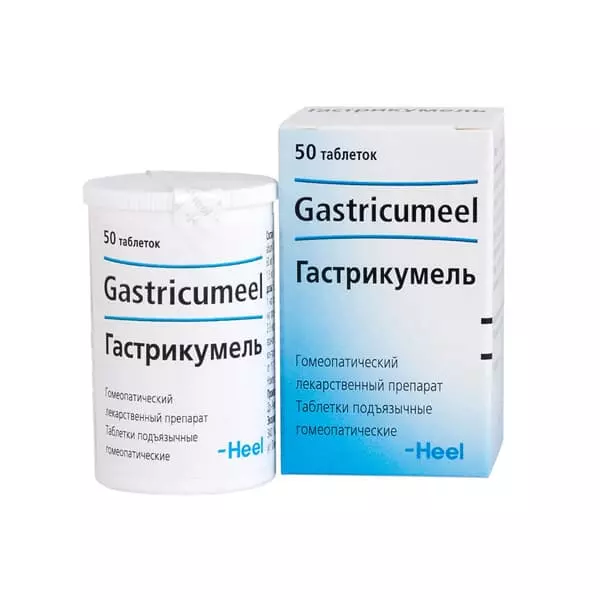 50 таблеток
Gastricumeel
Гастрикумель
Гомеопатический
лекарственный препарат
Таблетки подъязычные
гомеопатические
-Heel
50 таблеток
Gastricumeel
Гастрикумель
Гомеопатический
лекарственный препарат
Таблетки подъязычные
гомеопатические
-Heel